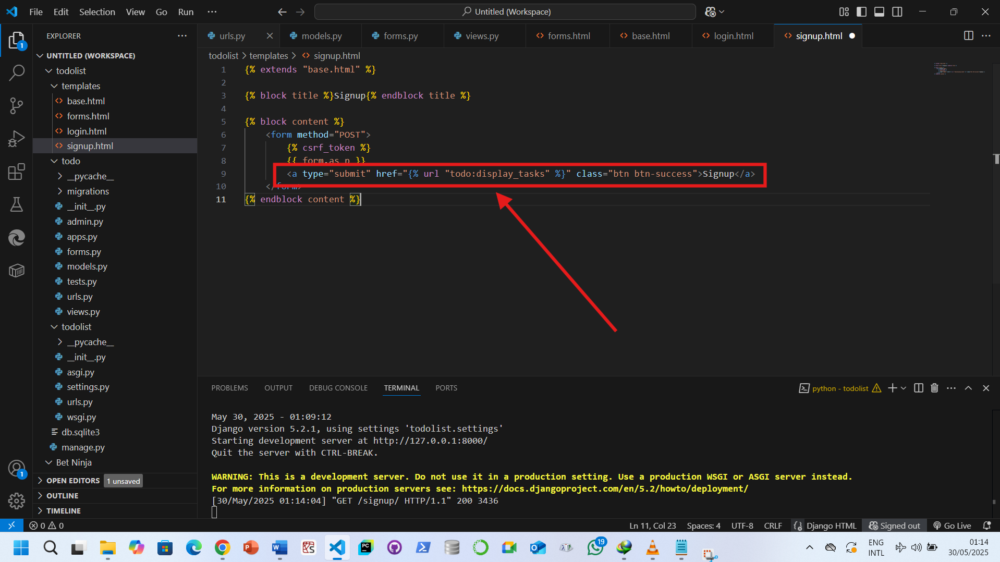 File Edit Selection View Go Run ···
Untitled (Workspace)
EXPLORER
1
UNTITLED (WORKSPACE)
todolist
templates
base.html
forms.html
login.html
signup.html
todo
__pycache__
migrations
__init__.py
admin.py
apps.py
forms.py
models.py
tests.py
urls.py
views.py
todolist
__pycache__
__init__.py
asgi.py
settings.py
urls.py
wsgi.py
db.sqlite3
manage.py
Bet Ninja
OPEN EDITORS 1 unsaved
OUTLINE
TIMELINE
1
urls.py models.py forms.py views.py forms.html base.html login.html signup.html
todolist > templates > signup.html
1 {% extends "base.html" %}
2
3 {% block title %}Signup{% endblock title %}
4
5 {% block content %}
6 <form method="POST">
7 {% csrf_token %}
8 {{ form.as_p }}
9 <a type="submit" href="{% url "todo:display_tasks" %}" class="btn btn-success">Signup</a>
10 </form>
11 {% endblock content %}
PROBLEMS OUTPUT DEBUG CONSOLE TERMINAL PORTS
python - todolist
May 30, 2025 - 01:09:12
Django version 5.2.1, using settings 'todolist.settings'
Starting development server at http://127.0.0.1:8000/
Quit the server with CTRL-BREAK.
WARNING: This is a development server. Do not use it in a production setting. Use a production WSGI or ASGI server instead.
For more information on production servers see: https://docs.djangoproject.com/en/5.2/howto/deployment/
[30/May/2025 01:14:04] "GET /signup/ HTTP/1.1" 200 3436
0 0
Ln 11, Col 23 Spaces: 4 UTF-8 CRLF Django HTML Signed out Go Live
P W PC 19
ENG
INTL
01:14
30/05/2025